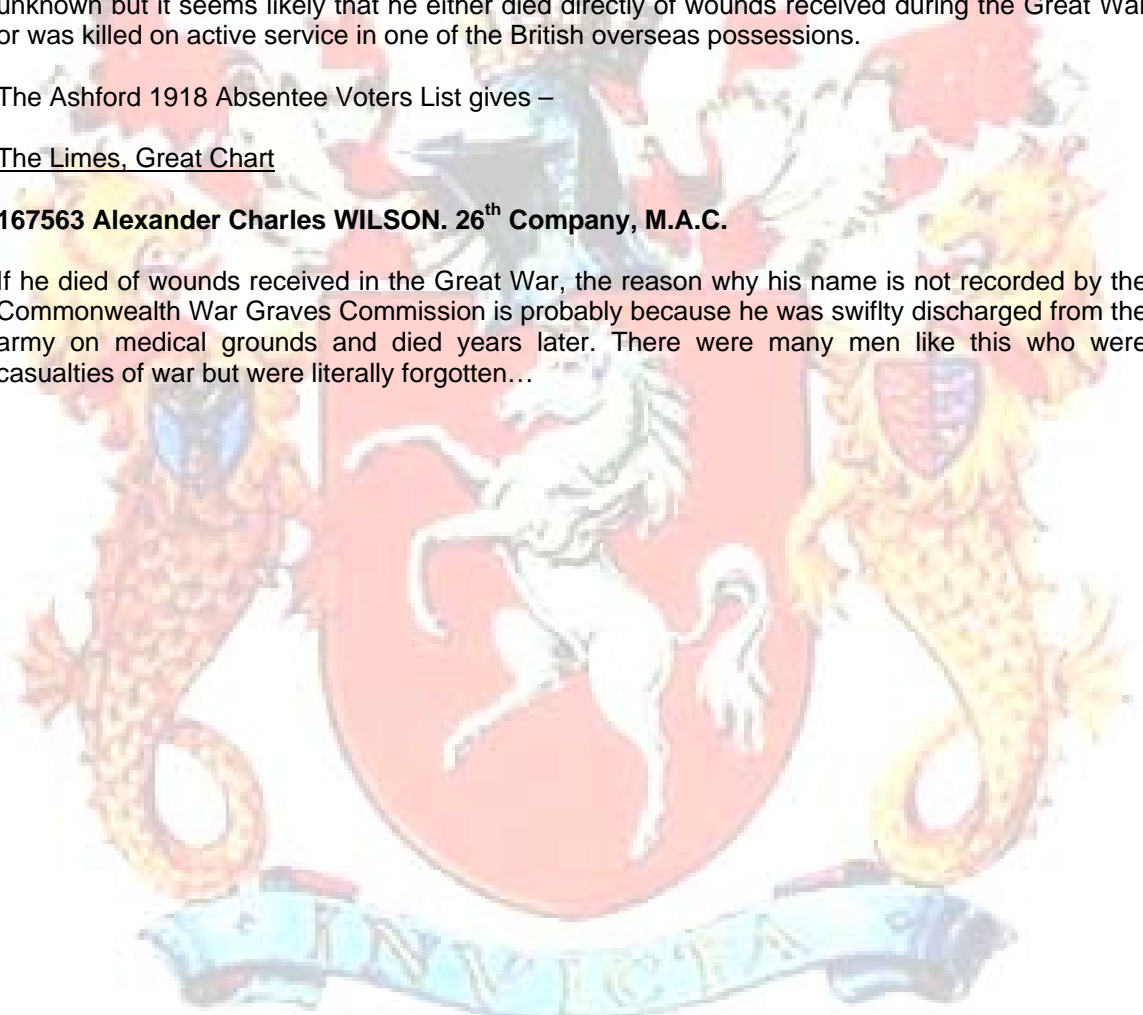 unknown but it seems likely that he either died directly of wounds received during the Great War
or was killed on active service in one of the British overseas possessions.
The Ashford 1918 Absentee Voters List gives –
The Limes, Great Chart
167563 Alexander Charles WILSON. 26th Company, M.A.C.
If he died of wounds received in the Great War, the reason why his name is not recorded by the
Commonwealth War Graves Commission is probably because he was swiflty discharged from the
army on medical grounds and died years later. There were many men like this who were
casualties of war but were literally forgotten…
INVICTA